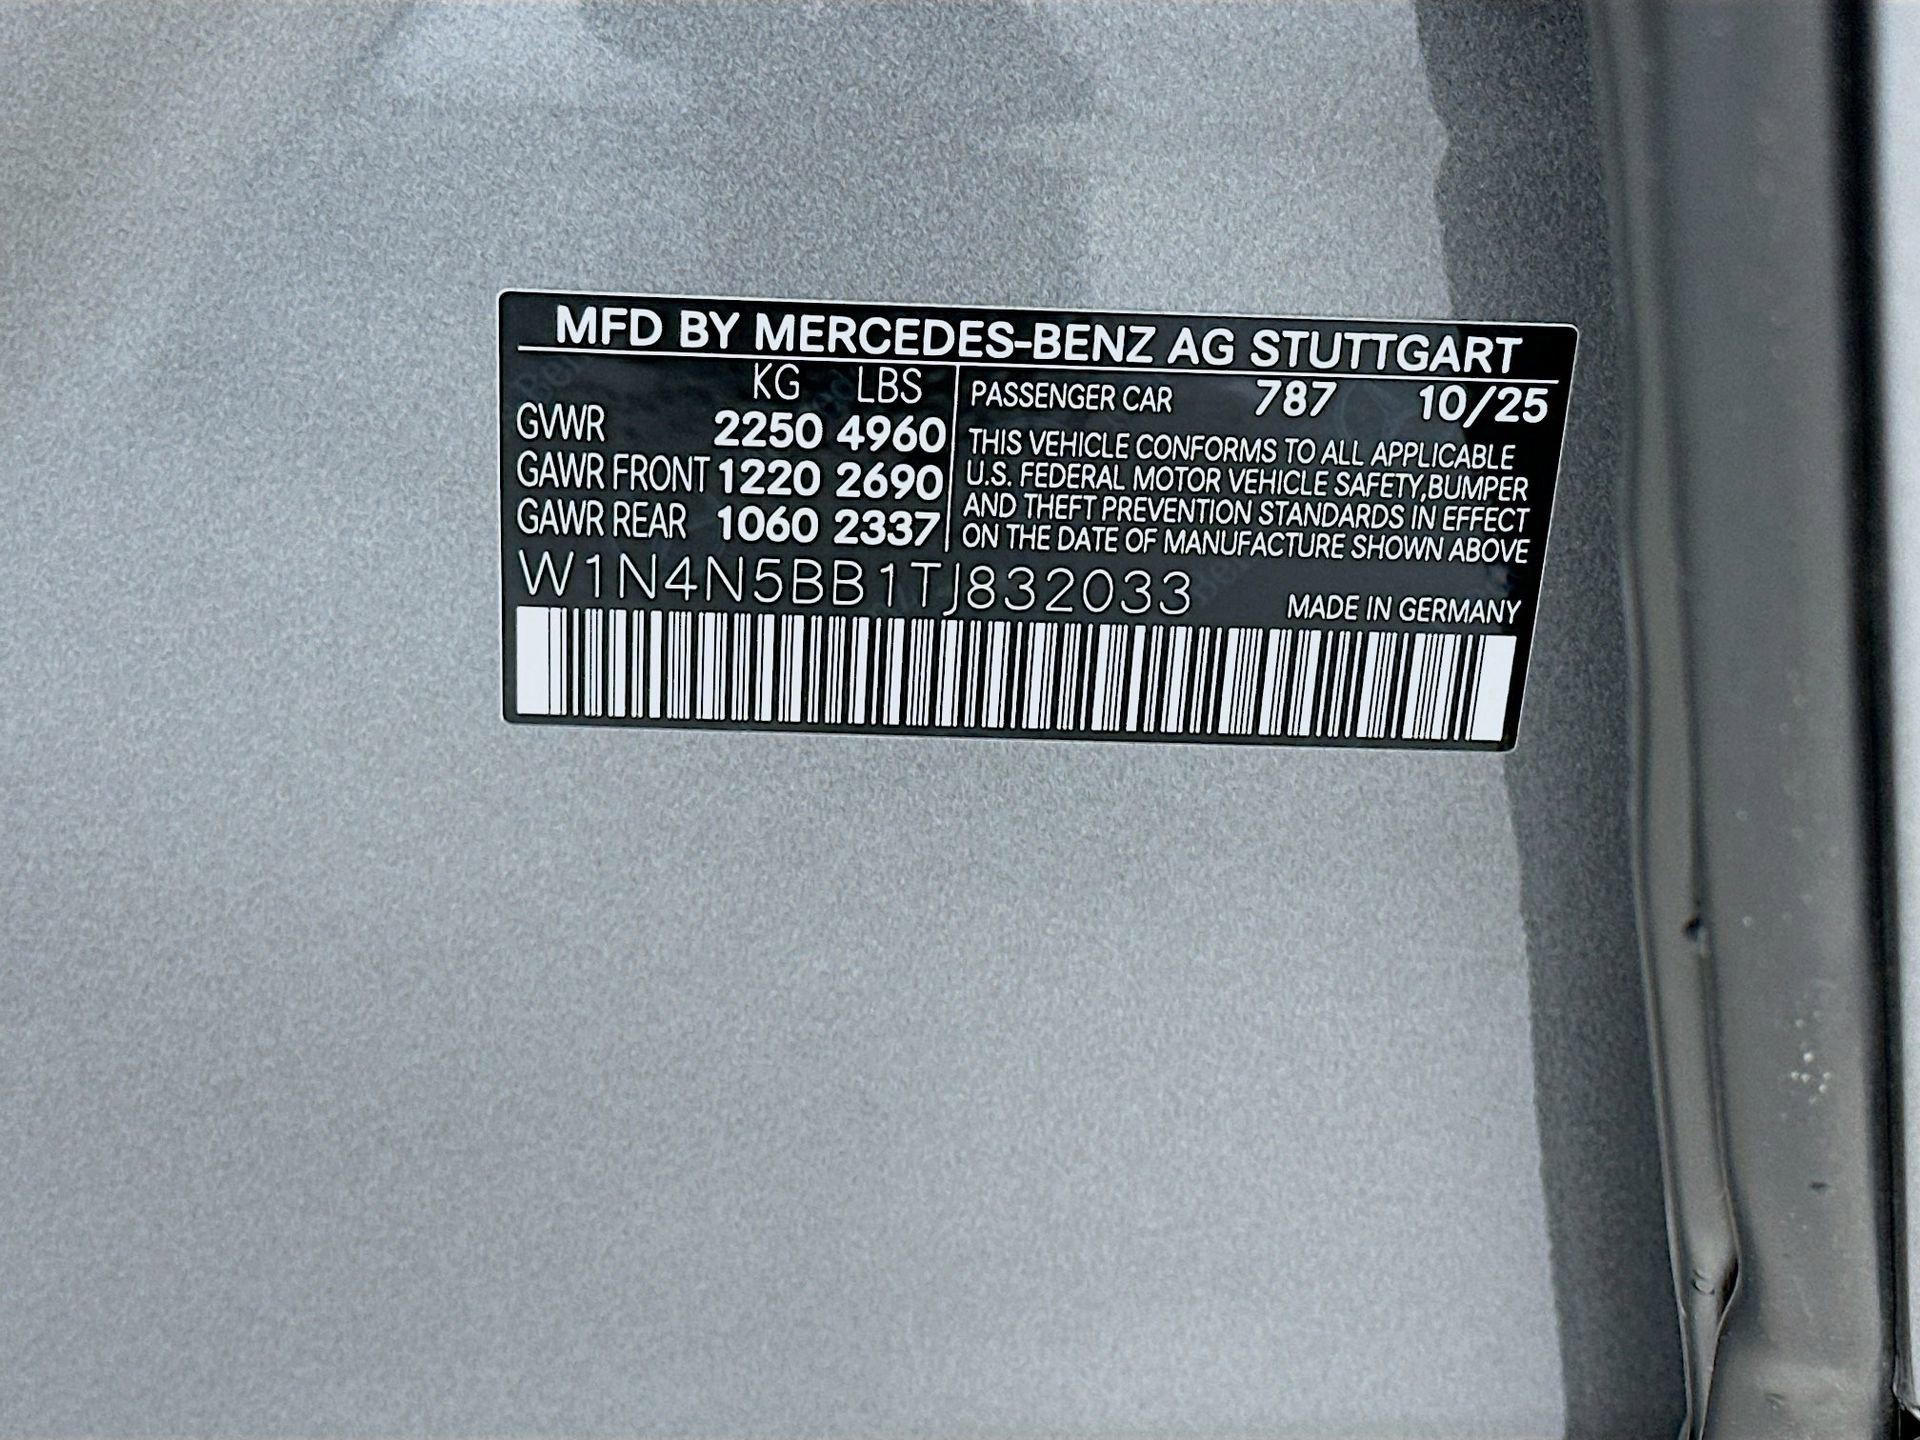 MFD BY MERCEDES-BENZ AG STUTTGART
KG LBS
GVWR 2250 4960
GAWR FRONT 1220 2690
GAWR REAR 1060 2337
PASSENGER CAR 787 10/25
THIS VEHICLE CONFORMS TO ALL APPLICABLE
U.S. FEDERAL MOTOR VEHICLE SAFETY,BUMPER
AND THEFT PREVENTION STANDARDS IN EFFECT
ON THE DATE OF MANUFACTURE SHOWN ABOVE
W1N4N5BB1TJ832033
MADE IN GERMANY